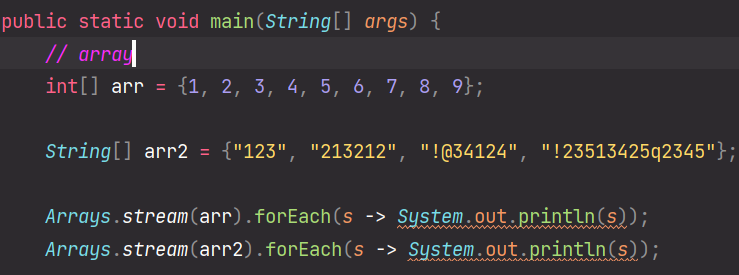 public static void main(String[] args) {
// array
int[] arr = {1, 2, 3, 4, 5, 6, 7, 8, 9};
String[] arr2 = {"123", "213212", "!@34124", "!23513425q2345"};
Arrays.stream(arr).forEach(s -> System.out.println(s));
Arrays.stream(arr2).forEach(s -> System.out.println(s));